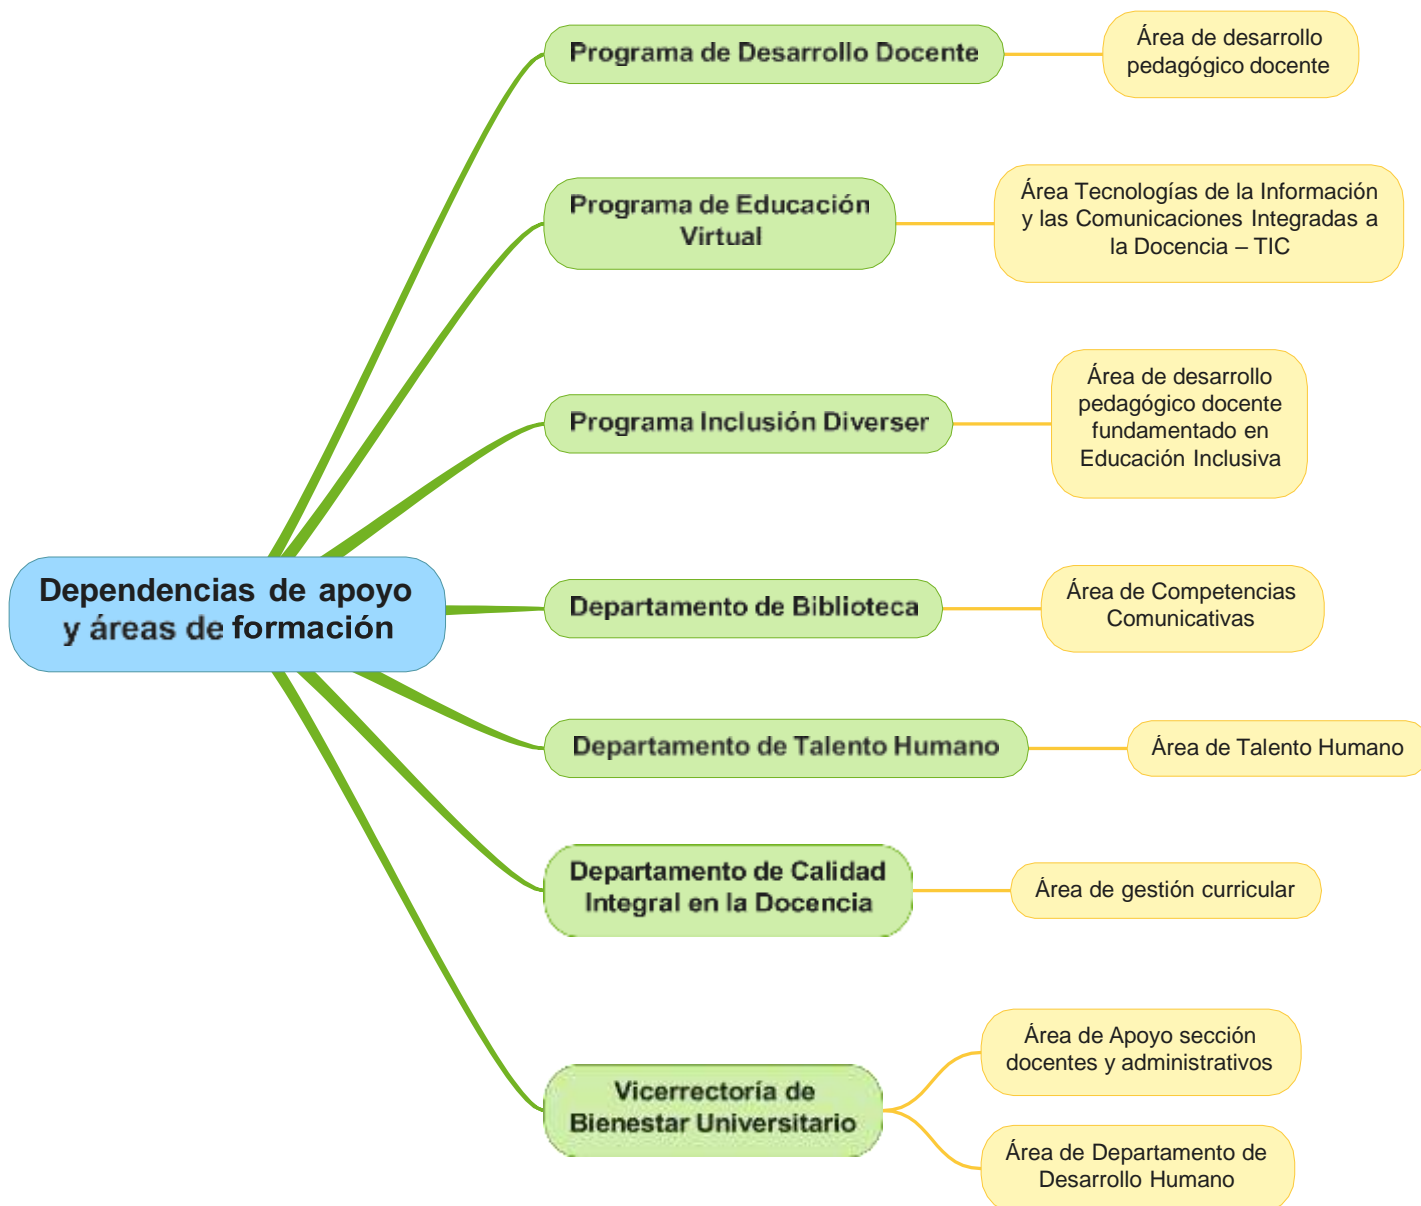 Programa de Desarrollo Docente
Área de desarrollo
pedagógico docente
Programa de Educación
Virtual
Área Tecnologías de la Información
y las Comunicaciones Integradas a
la Docencia – TIC
Programa Inclusión Diverser
Área de desarrollo
pedagógico docente
fundamentado en
Educación Inclusiva
Dependencias de apoyo
y áreas de formación
Departamento de Biblioteca
Área de Competencias
Comunicativas
Departamento de Talento Humano
Área de Talento Humano
Departamento de Calidad
Integral en la Docencia
Área de gestión curricular
Vicerrectoría de
Bienestar Universitario
Área de Apoyo sección
docentes y administrativos
Área de Departamento de
Desarrollo Humano